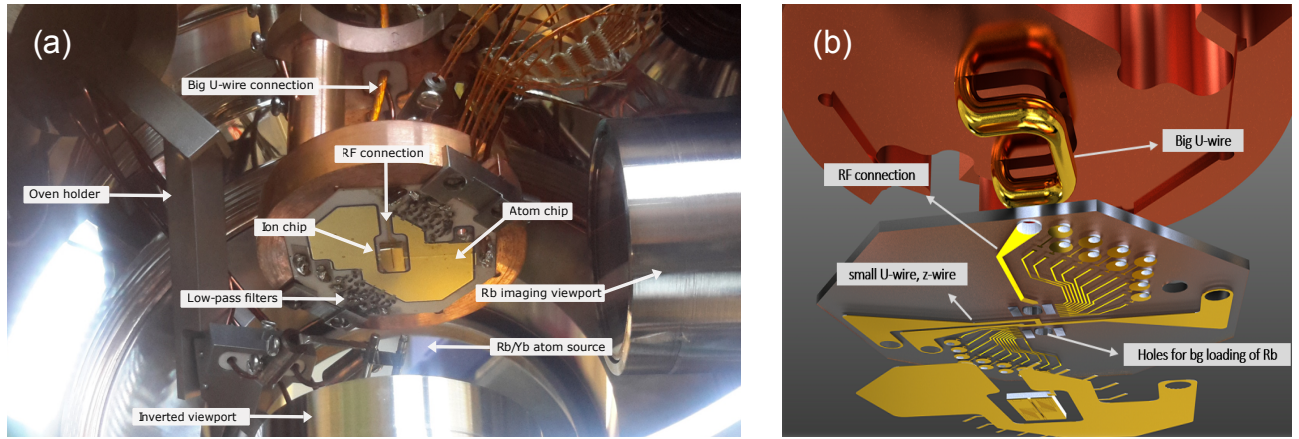 (a)
Big U-wire connection
RF connection
Oven holder
Atom chip
Ion chip
Low-pass filters
Rb imaging viewport
Rb/Yb atom source
Inverted viewport
(b)
Big U-wire
RF connection
small U-wire, z-wire
Holes for bg loading of Rb